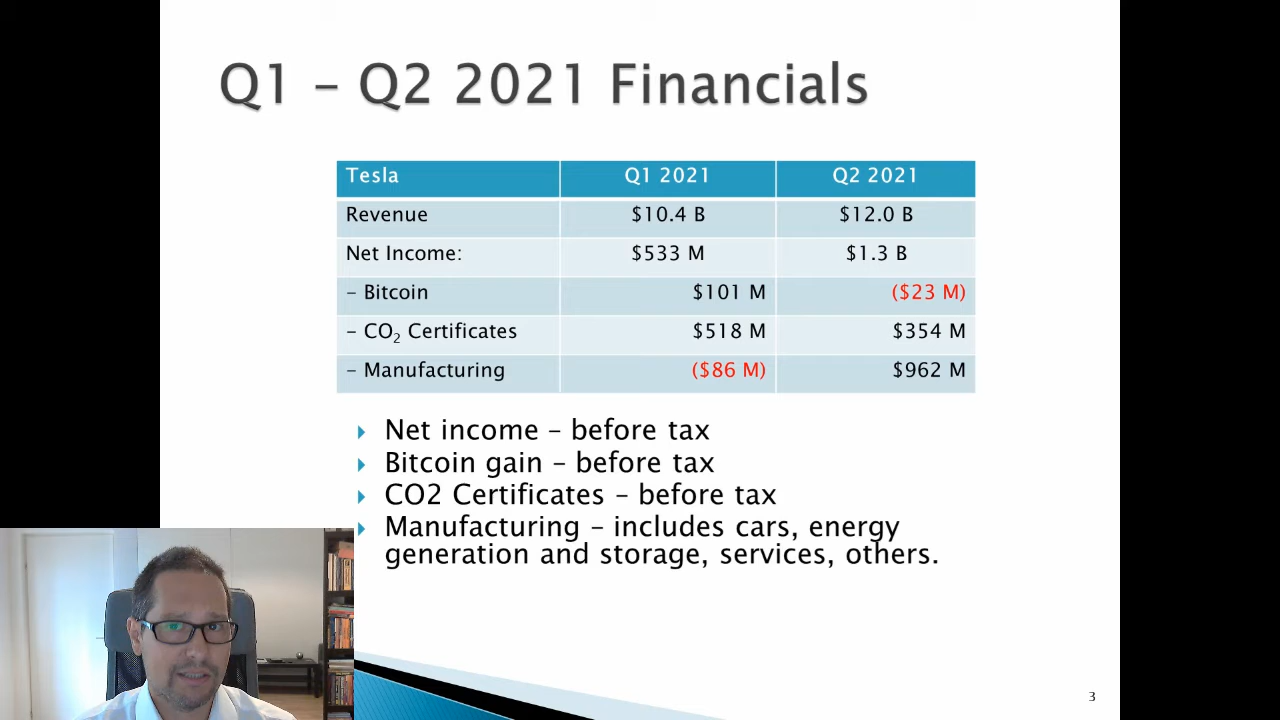 Q1 – Q2 2021 Financials
Tesla Q1 2021 Q2 2021
Revenue $10.4 B $12.0 B
Net Income: $533 M $1.3 B
– Bitcoin $101 M ($23 M)
– CO₂ Certificates $518 M $354 M
– Manufacturing ($86 M) $962 M
Net income – before tax
Bitcoin gain – before tax
CO2 Certificates – before tax
Manufacturing – includes cars, energy
generation and storage, services, others.
3